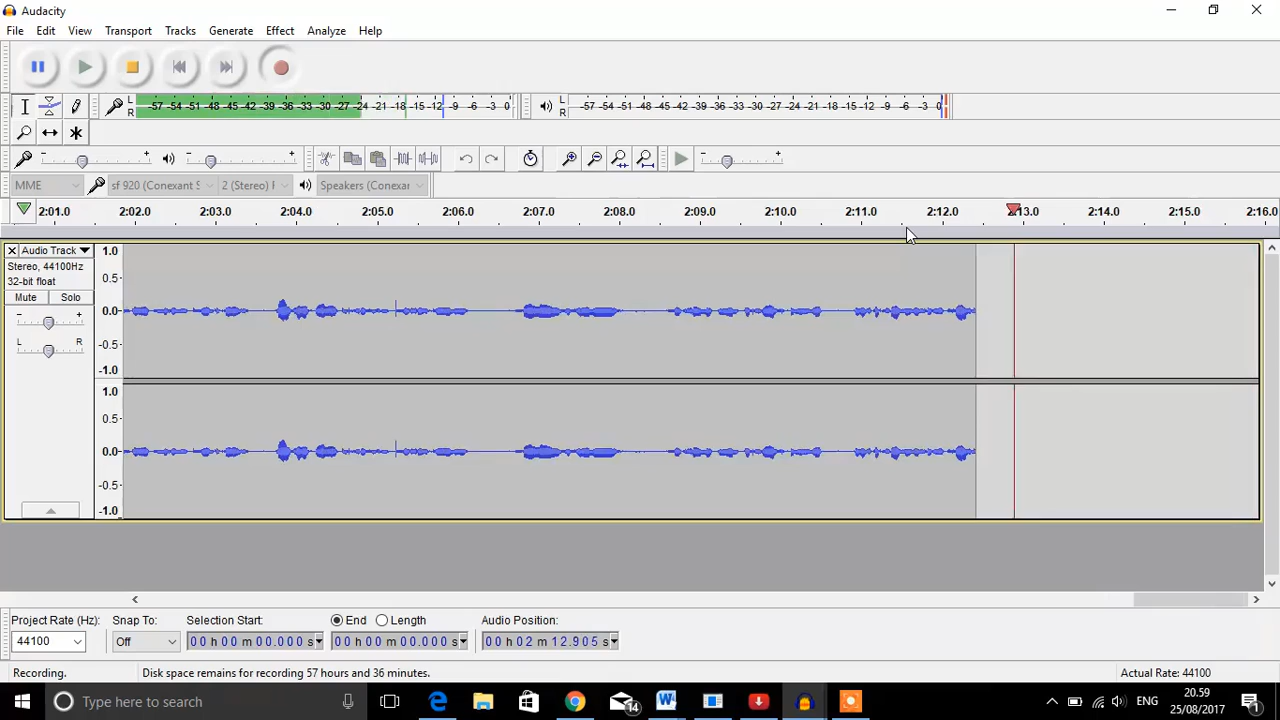 Audacity
File Edit View Transport Tracks Generate Effect Analyze Help
L R -57 -54 -51 -48 -45 -42 -39 -36 -33 -30 -27 -24 -21 -18 -15 -12 -9 -6 -3 0
L R -57 -54 -51 -48 -45 -42 -39 -36 -33 -30 -27 -24 -21 -18 -15 -12 -9 -6 -3 0
- + - + - +
MME sf 920 (Conexant S 2 (Stereo) F Speakers (Conexar
2:01.0 2:02.0 2:03.0 2:04.0 2:05.0 2:06.0 2:07.0 2:08.0 2:09.0 2:10.0 2:11.0 2:12.0 2:13.0 2:14.0 2:15.0 2:16.0
Audio Track
Stereo, 44100Hz
32-bit float
Mute Solo
- +
L R
1.0
0.5
0.0
-0.5
-1.0
1.0
0.5
0.0
-0.5
-1.0
Project Rate (Hz): Snap To: Selection Start: End Length Audio Position:
44100 Off 00 h 00 m 00.000 s 00 h 00 m 00.000 s 00 h 02 m 12.905 s
Recording. Disk space remains for recording 57 hours and 36 minutes. Actual Rate: 44100
Type here to search 14 ENG 20.59
25/08/2017 1